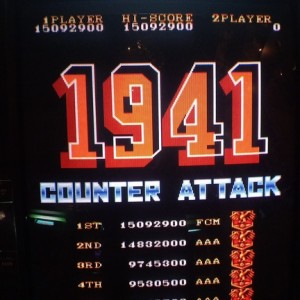 1PLAYER HI-SCORE 2PLAYER
15092900 15092900 0
1941
COUNTER ATTACK
1ST 15092900 FCM
2ND 14832000 AAA
3RD 9745300 AAA
4TH 9530500 AAA